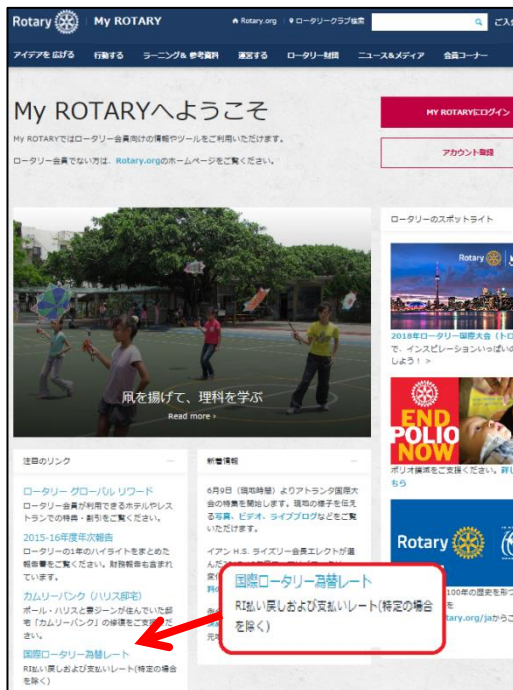 Rotary
My ROTARY
Rotary.org
ロータリークラブ検索
アイデアを 広げる 行動する ラーニング& 参考資料 運営する ロータリー財団 ニュース&メディア 会員コーナー
My ROTARYへようこそ
My ROTARYではロータリー会員向けの情報やツールをご利用いただけます。
ロータリー会員でない方は、Rotary.orgのホームページをご覧ください。
MY ROTARYにログイン
アカウント登録
凧を揚げて、理科を学ぶ
Read more ›
ロータリーのスポットライト
Rotary
2018年ロータリー国際大会（トロ
で、インスピレーションいっぱいの
しよう！ >
END
POLIO
NOW
ポリオ撲滅をご支援ください。詳し
ちら
Rotary
100年の歴史を
を
tary.org/jaからご
注目のリンク
ロータリー グローバル リワード
ロータリー会員が利用できるホテルやレス
トランでの特典・割引をご覧ください。
2015-16年度年次報告
ロータリーの1年のハイライトをまとめた
報告書をご覧ください。財務報告も含まれ
ています。
カムリーバンク（ハリス邸宅）
ポール・ハリスと妻ジーンが住んでいた邸
宅「カムリーバンク」の修復をご支援くだ
さい。
国際ロータリー為替レート
RI払い戻しおよび支払いレート(特定の場合
を除く)
新着情報
6月9日（現地時間）よりアトランタ国際大
会の特集を開始します。現地の様子を伝え
る写真、ビデオ、ライブブログなどをご覧
いただけます。
イアン H.S. ライズリー会長エレクトが選
国際ロータリー為替レート
RI払い戻しおよび支払いレート(特定の場合
を除く)